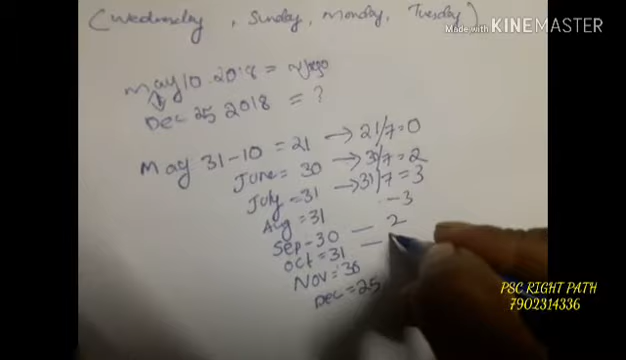 Made with KINEMASTER
(Wednesday, Sunday, Monday, Tuesday)
May 10 2018 =
Dec 25 2018 = ?
May 31-10 = 21 → 21/7=0
June = 30 → 30/7=2
July = 31 → 31/7=3
Aug = 31 - 3
Sep - 30 — 2
Oct = 31 —
Nov = 30
Dec = 25
PSC RIGHT PATH
7902314336